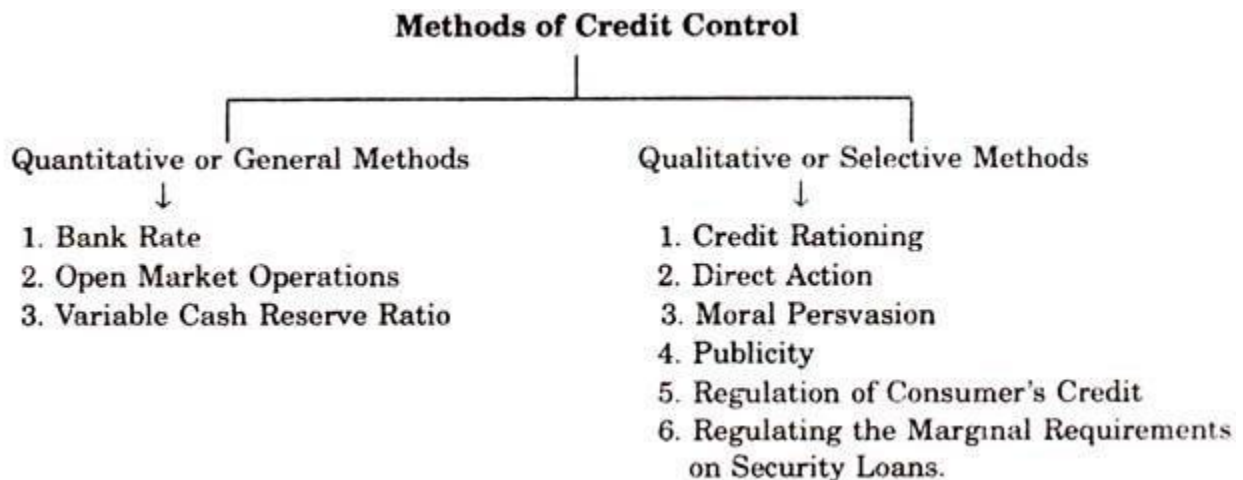 Methods of Credit Control
Quantitative or General Methods
1. Bank Rate
2. Open Market Operations
3. Variable Cash Reserve Ratio
Qualitative or Selective Methods
1. Credit Rationing
2. Direct Action
3. Moral Persvasion
4. Publicity
5. Regulation of Consumer's Credit
6. Regulating the Marginal Requirements
on Security Loans.